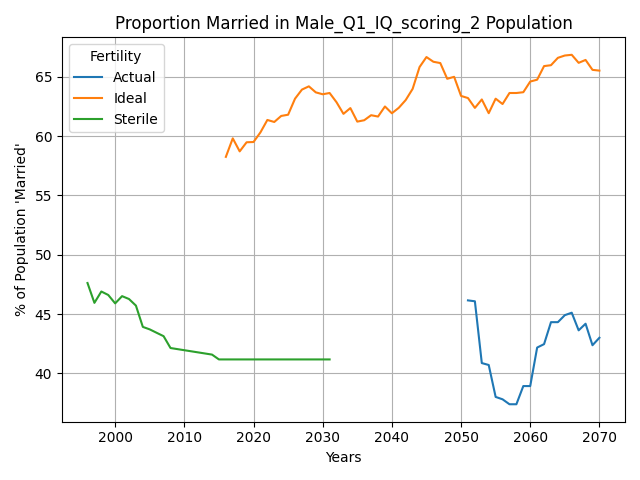 Proportion Married in Male_Q1_IQ_scoring_2 Population
Fertility
Actual
Ideal
Sterile
% of Population 'Married'
65
60
55
50
45
40
2000 2010 2020 2030 2040 2050 2060 2070
Years